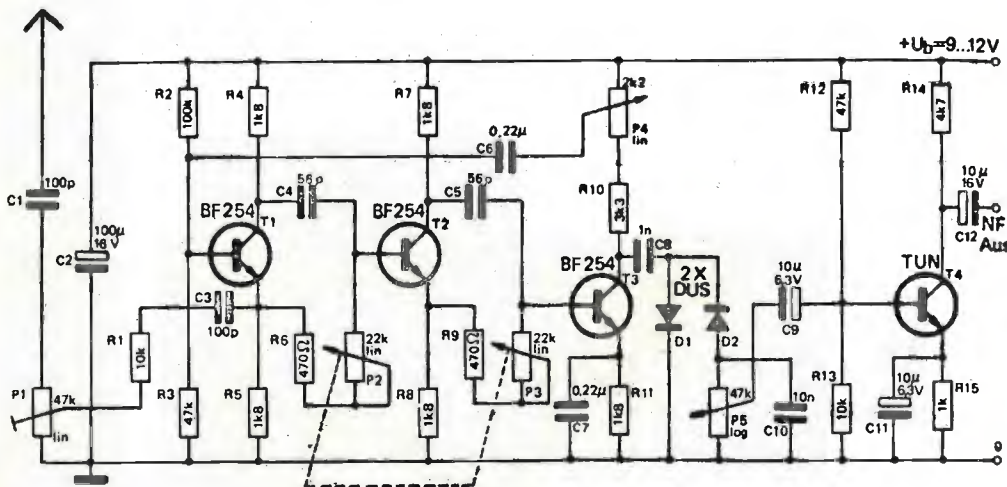 +Ub=9...12V
R2
100k
R4
1k8
R7
1k8
2k2
P4
lin
R12
47k
R14
4k7
0,22µ
C6
C1
100p
C4
56p
C5
56p
R10
3k3
10µ
16V
C12
NF
Aus
100µ
16V
C2
BF254
T1
BF254
T2
BF254
T3
1n
C8
2X
DUS
TUN
T4
D1
D2
10µ
6,3V
C9
C3
100p
R1
10k
R6
470Ω
22k
lin
P2
R9
470Ω
22k
lin
P3
P1
47k
lin
R3
47k
R5
1k8
R8
1k8
0,22µ
C7
R11
1k8
47k
P5
log
10n
C10
R13
10k
10µ
6,3V
C11
R15
1k